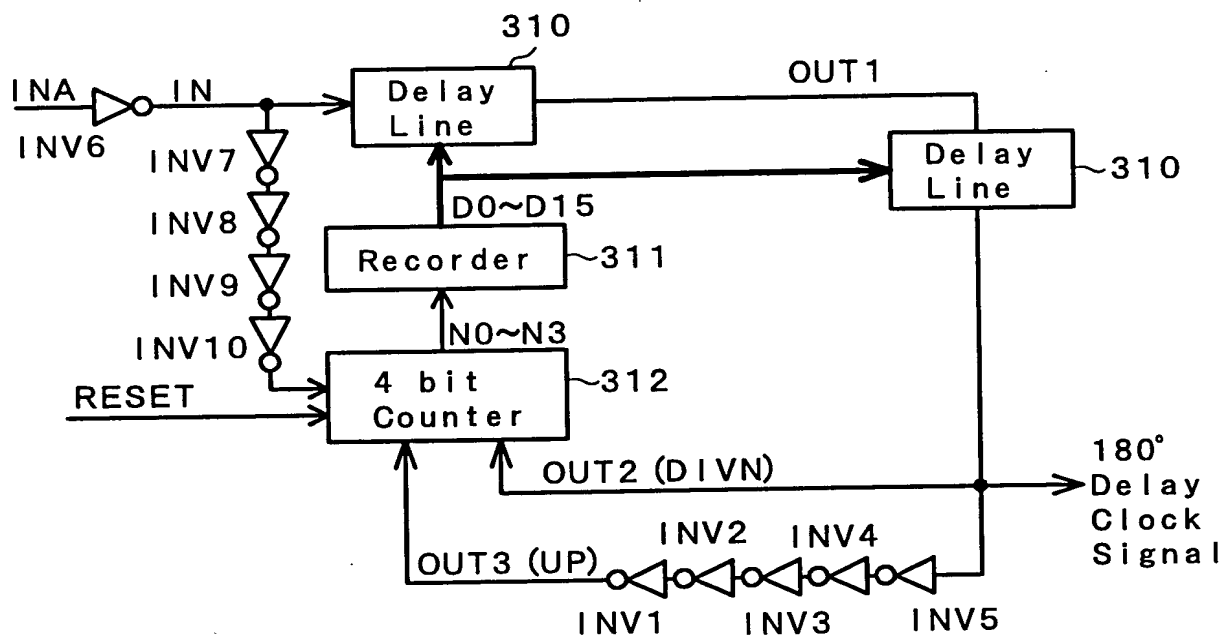 310
INA
IN
INV6
Delay
Line
OUT1
INV7
Delay
Line
310
INV8
D0~D15
Recorder
311
INV9
N0~N3
INV10
4 bit
Counter
312
RESET
OUT2 (DIVN)
180°
Delay
Clock
Signal
INV2
INV4
OUT3 (UP)
INV1
INV3
INV5